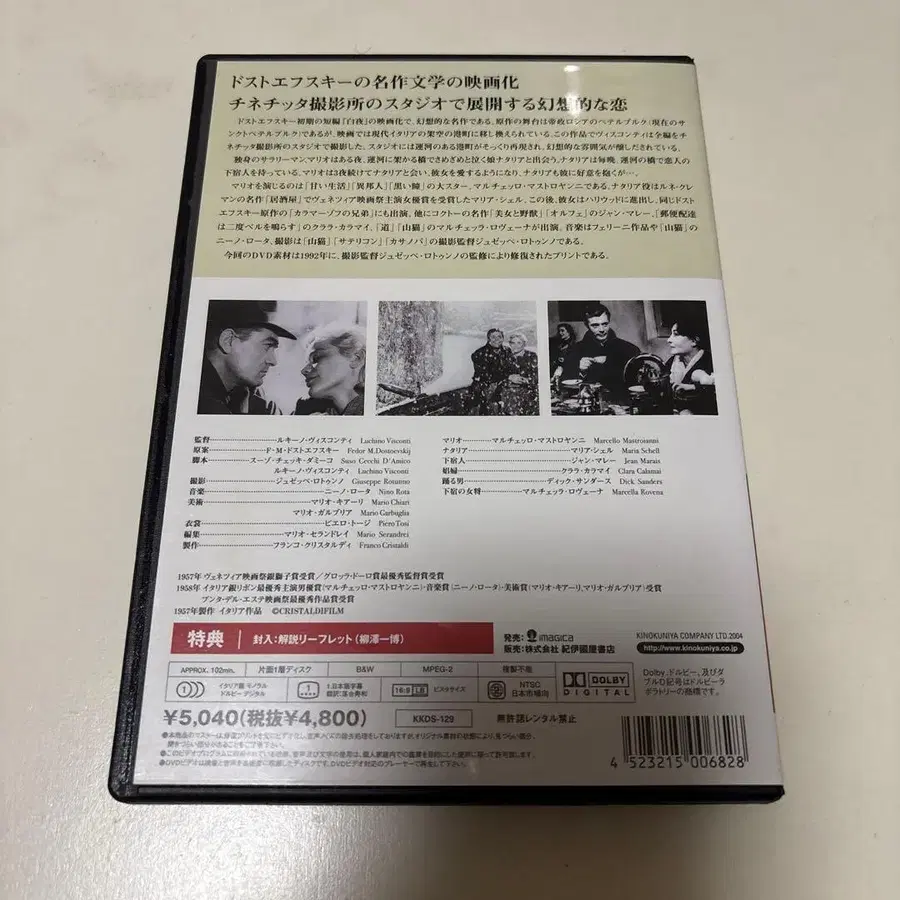 ドストエフスキーの名作文学の映画化
チネチッタ撮影所のスタジオで展開する幻想的な恋
ドストエフスキー初期の短編『白夜』の映画化で、幻想的な名作である。原作の舞台は帝政ロシアのペテルブルク(現在のサン
クトペテルブルク)であるが、映画では現代イタリアの架空の港町に移し換えられている。この作品でヴィスコンティは全編をチ
ネチッタ撮影所のスタジオで撮影した。スタジオには運河のある港町がそっくり再現され、幻想的な雰囲気が醸しだされている。
独身のサラリーマン、マリオはある夜、運河に架かる橋でさめざめと泣く娘ナタリアと出会う。ナタリアは毎晩、運河の橋で恋人の
下宿人を待っている。マリオは3夜続けてナタリアと会い、彼女を愛するようになり、ナタリアも彼に好意を抱くが…。
マリオを演じるのは「甘い生活」「異邦人」「黒い瞳」の大スター、マルチェッロ・マストロヤンニである。ナタリア役はルネ・クレ
マンの名作「居酒屋」でヴェネツィア映画祭主演女優賞を受賞したマリア・シェル。この後、彼女はハリウッドに進出し、同じドスト
エフスキー原作の「カラマーゾフの兄弟」にも出演。他にコクトーの名作「美女と野獣」「オルフェ」のジャン・マレー、「郵便配達
は二度ベルを鳴らす」のクララ・カラマイ、「道」「山猫」のマルチェッラ・ロヴェーナが出演。音楽はフェリーニ作品や「山猫」の
ニーノ・ロータ、撮影は「山猫」「サテリコン」「カサノバ」の撮影監督ジュゼッペ・ロトゥンノである。
今回のDVD素材は1992年に、撮影監督ジュゼッペ・ロトゥンノの監修により修復されたプリントである。
監督 ルキーノ・ヴィスコンティ Luchino Visconti
原案 F・M・ドストエフスキー Fedor M.Dostoevskij
脚本 スーゾ・チェッキ・ダミーコ Suso Cecchi D'Amico
ルキーノ・ヴィスコンティ Luchino Visconti
撮影 ジュゼッペ・ロトゥンノ Giuseppe Rotunno
音楽 ニーノ・ロータ Nino Rota
美術 マリオ・キアーリ Mario Chiari
マリオ・ガルブリア Mario Garbuglia
衣裳 ピエロ・トージ Piero Tosi
編集 マリオ・セランドレイ Mario Serandrei
製作 フランコ・クリスタルディ Franco Cristaldi
マリオ マルチェッロ・マストロヤンニ Marcello Mastroianni
ナタリア マリア・シェル Maria Schell
下宿人 ジャン・マレー Jean Marais
娼婦 クララ・カラマイ Clara Calamai
踊る男 ディック・サンダース Dick Sanders
下宿の女将 マルチェッラ・ロヴェーナ Marcella Rovena
1957年 ヴェネツィア映画祭銀獅子賞受賞/グロッラ・ドーロ賞最優秀監督賞受賞
1958年 イタリア銀リボン最優秀主演男優賞(マルチェッロ・マストロヤンニ)・音楽賞(ニーノ・ロータ)・美術賞(マリオ・キアーリ、マリオ・ガルブリア)受賞
プンタ・デル・エステ映画祭最優秀作品賞受賞
1957年製作 イタリア作品 ©CRISTALDIFILM
特典 封入:解説リーフレット(柳澤一博)
発売: imagica
販売:株式会社 紀伊國屋書店
KINOKUNIYA COMPANY LTD.2004
http://www.kinokuniya.co.jp
APPROX. 102min. 片面1層ディスク B&W MPEG-2 複製不能
1 イタリア語 モノラル ドルビーデジタル
1 1.日本語字幕
16:9 LB ビスタサイズ
2 NTSC 日本市場向
DOLBY DIGITAL
Dolby、ドルビー、及びダ
ブルD記号はドルビーラ
ボラトリーの商標です。
¥5,040(税抜¥4,800) KKDS-129 無許諾レンタル禁止
4 523215 006828